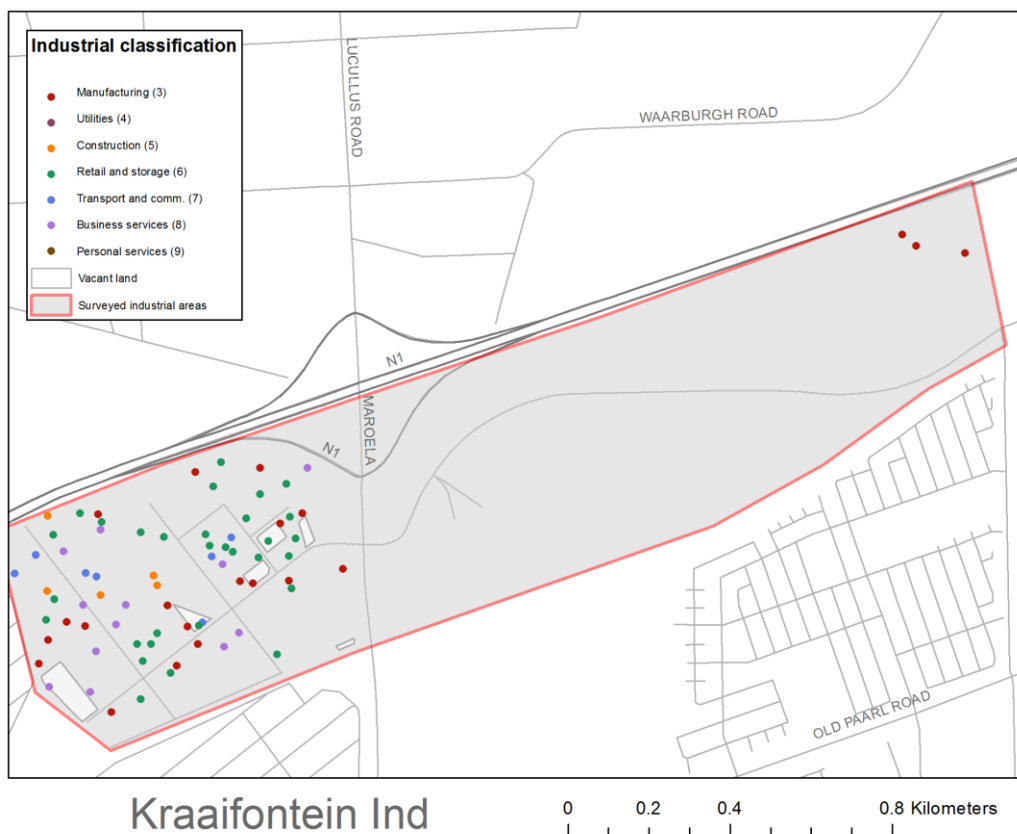 Industrial classification
Manufacturing (3)
Utilities (4)
Construction (5)
Retail and storage (6)
Transport and comm. (7)
Business services (8)
Personal services (9)
Vacant land
Surveyed industrial areas
LUCULLUS ROAD
WAARBURGH ROAD
N1
MAROELA
N1
OLD PAARL ROAD
Kraaifontein Ind
0 0.2 0.4 0.8 Kilometers